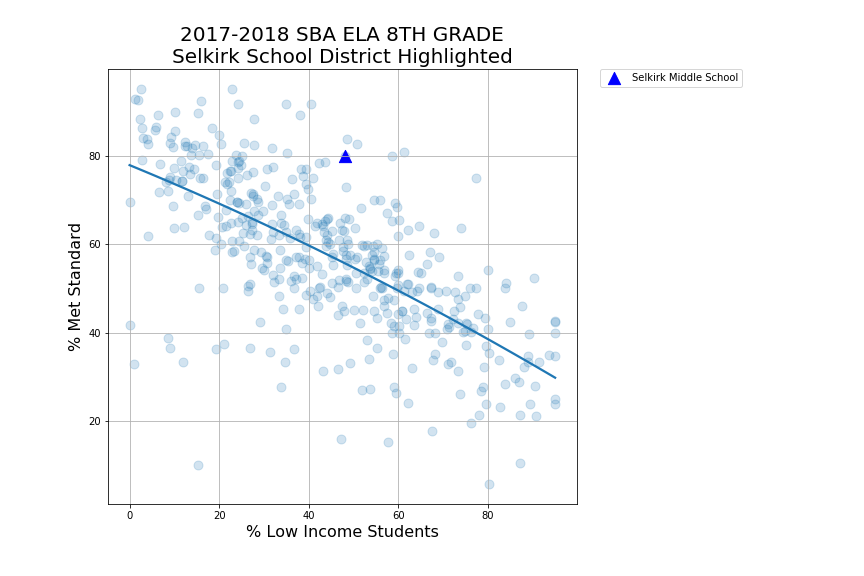 2017-2018 SBA ELA 8TH GRADE
Selkirk School District Highlighted
Selkirk Middle School
% Met Standard
80
60
40
20
0
20
40
60
80
% Low Income Students